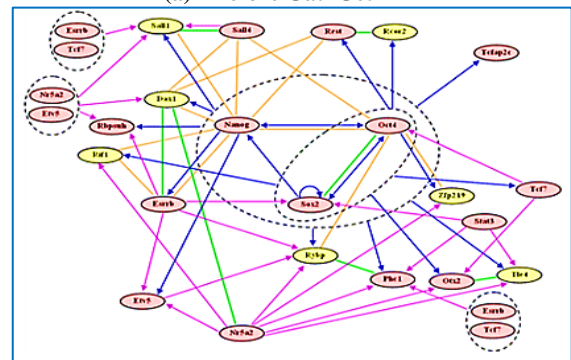 Esrrb
Tcf7
Sall1
Sall4
Rest
Rcor2
Tcfap2c
Nr5a2
Etv5
Dax1
Rbpsuh
Nanog
Oct4
Rif1
Esrrb
Sox2
Zfp219
Tcf7
Stat3
Rybp
Phc1
Otx2
Etv5
Nr5a2
Esrrb
Tcf7